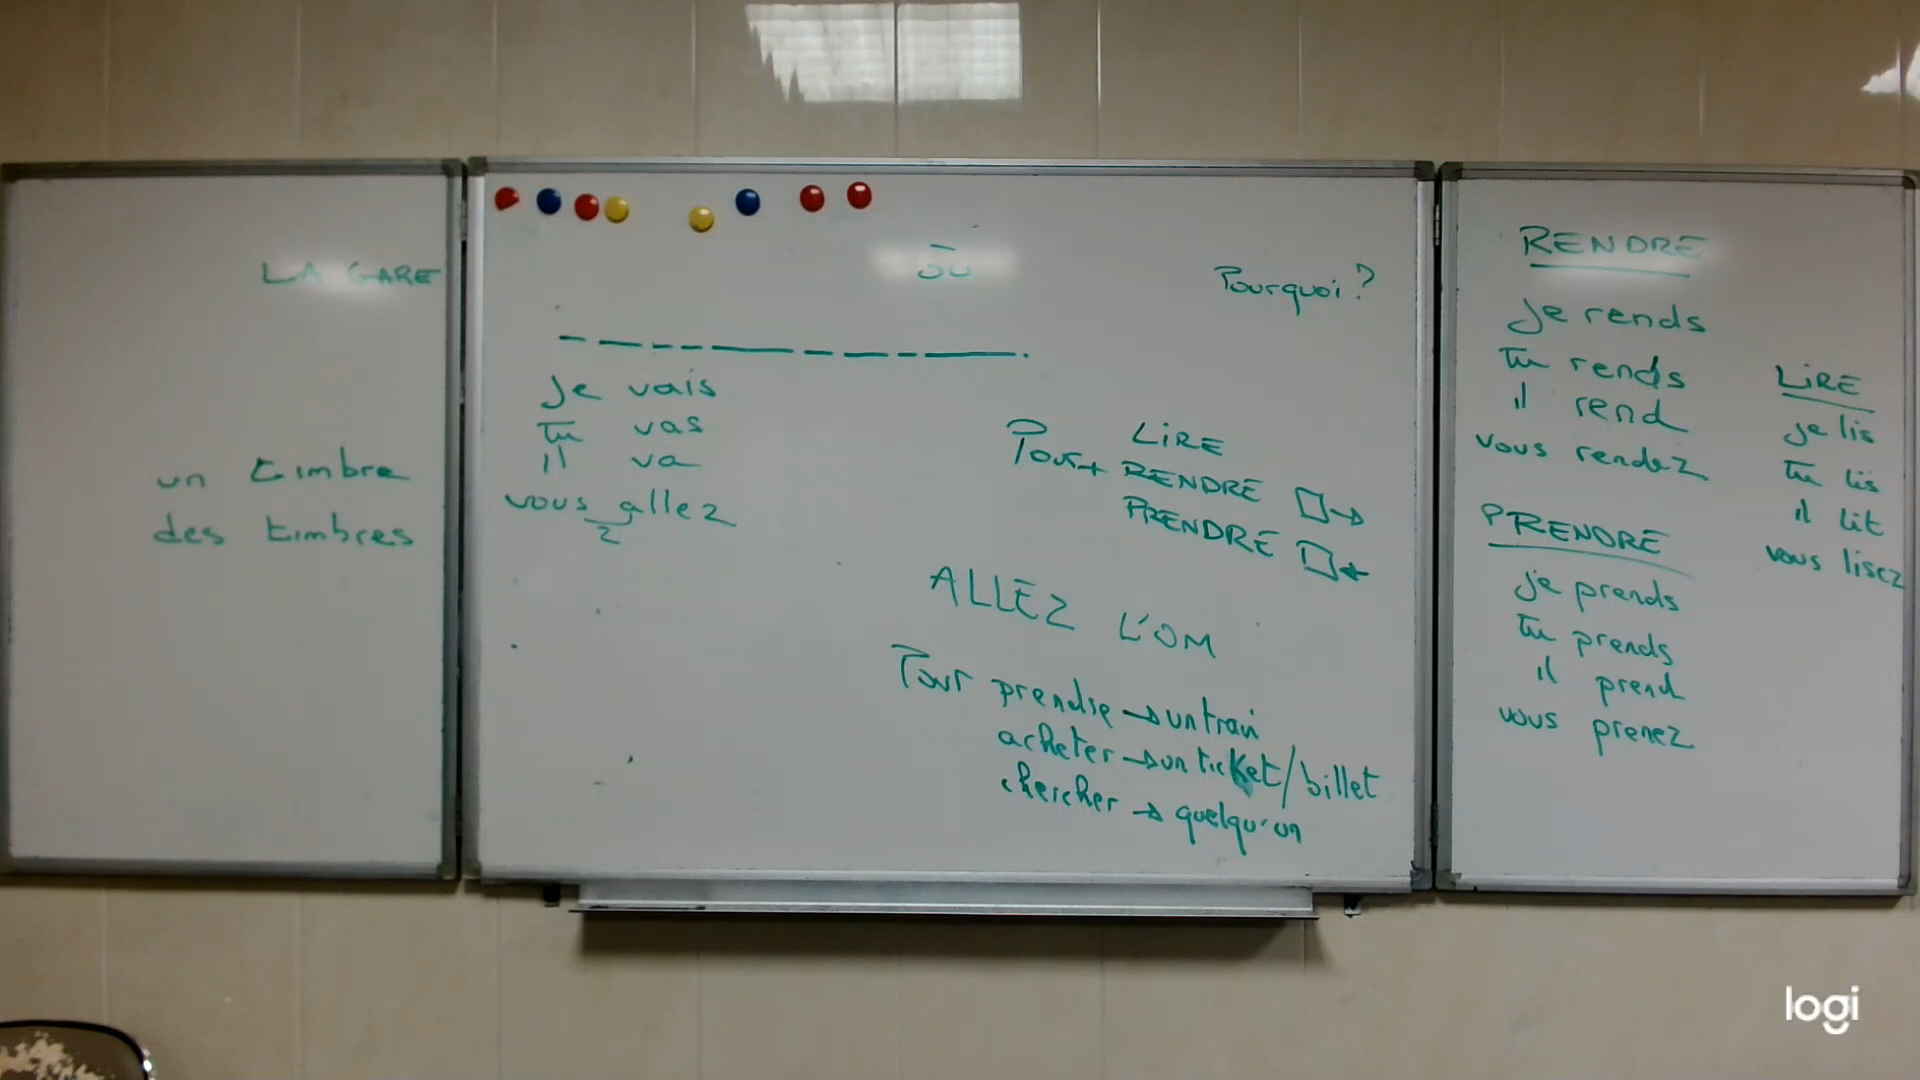 LA GARE
un timbre
des timbres
où
Pourquoi ?
je vais
tu vas
il va
vous allez
z
LIRE
Pour + RENDRE
PRENDRE
ALLEZ L'OM
Pour prendre → un train
acheter → un ticket/billet
chercher → quelqu'un
RENDRE
je rends
tu rends
il rend
vous rendez
PRENDRE
je prends
tu prends
il prend
vous prenez
LIRE
je lis
tu lis
il lit
vous lisez
logi